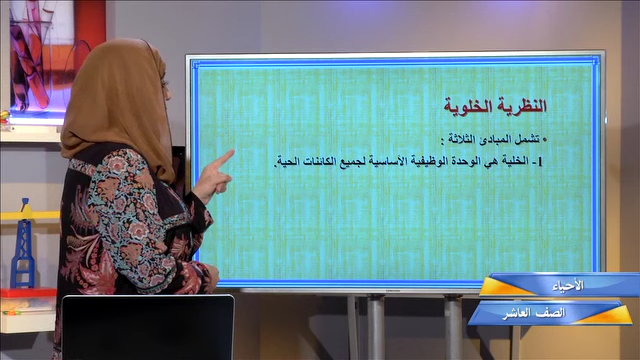 النظرية الخلوية
• تشمل المبادئ الثلاثة :
1- الخلية هي الوحدة الوظيفية الأساسية لجميع الكائنات الحية.
الأحياء
الصف العاشر